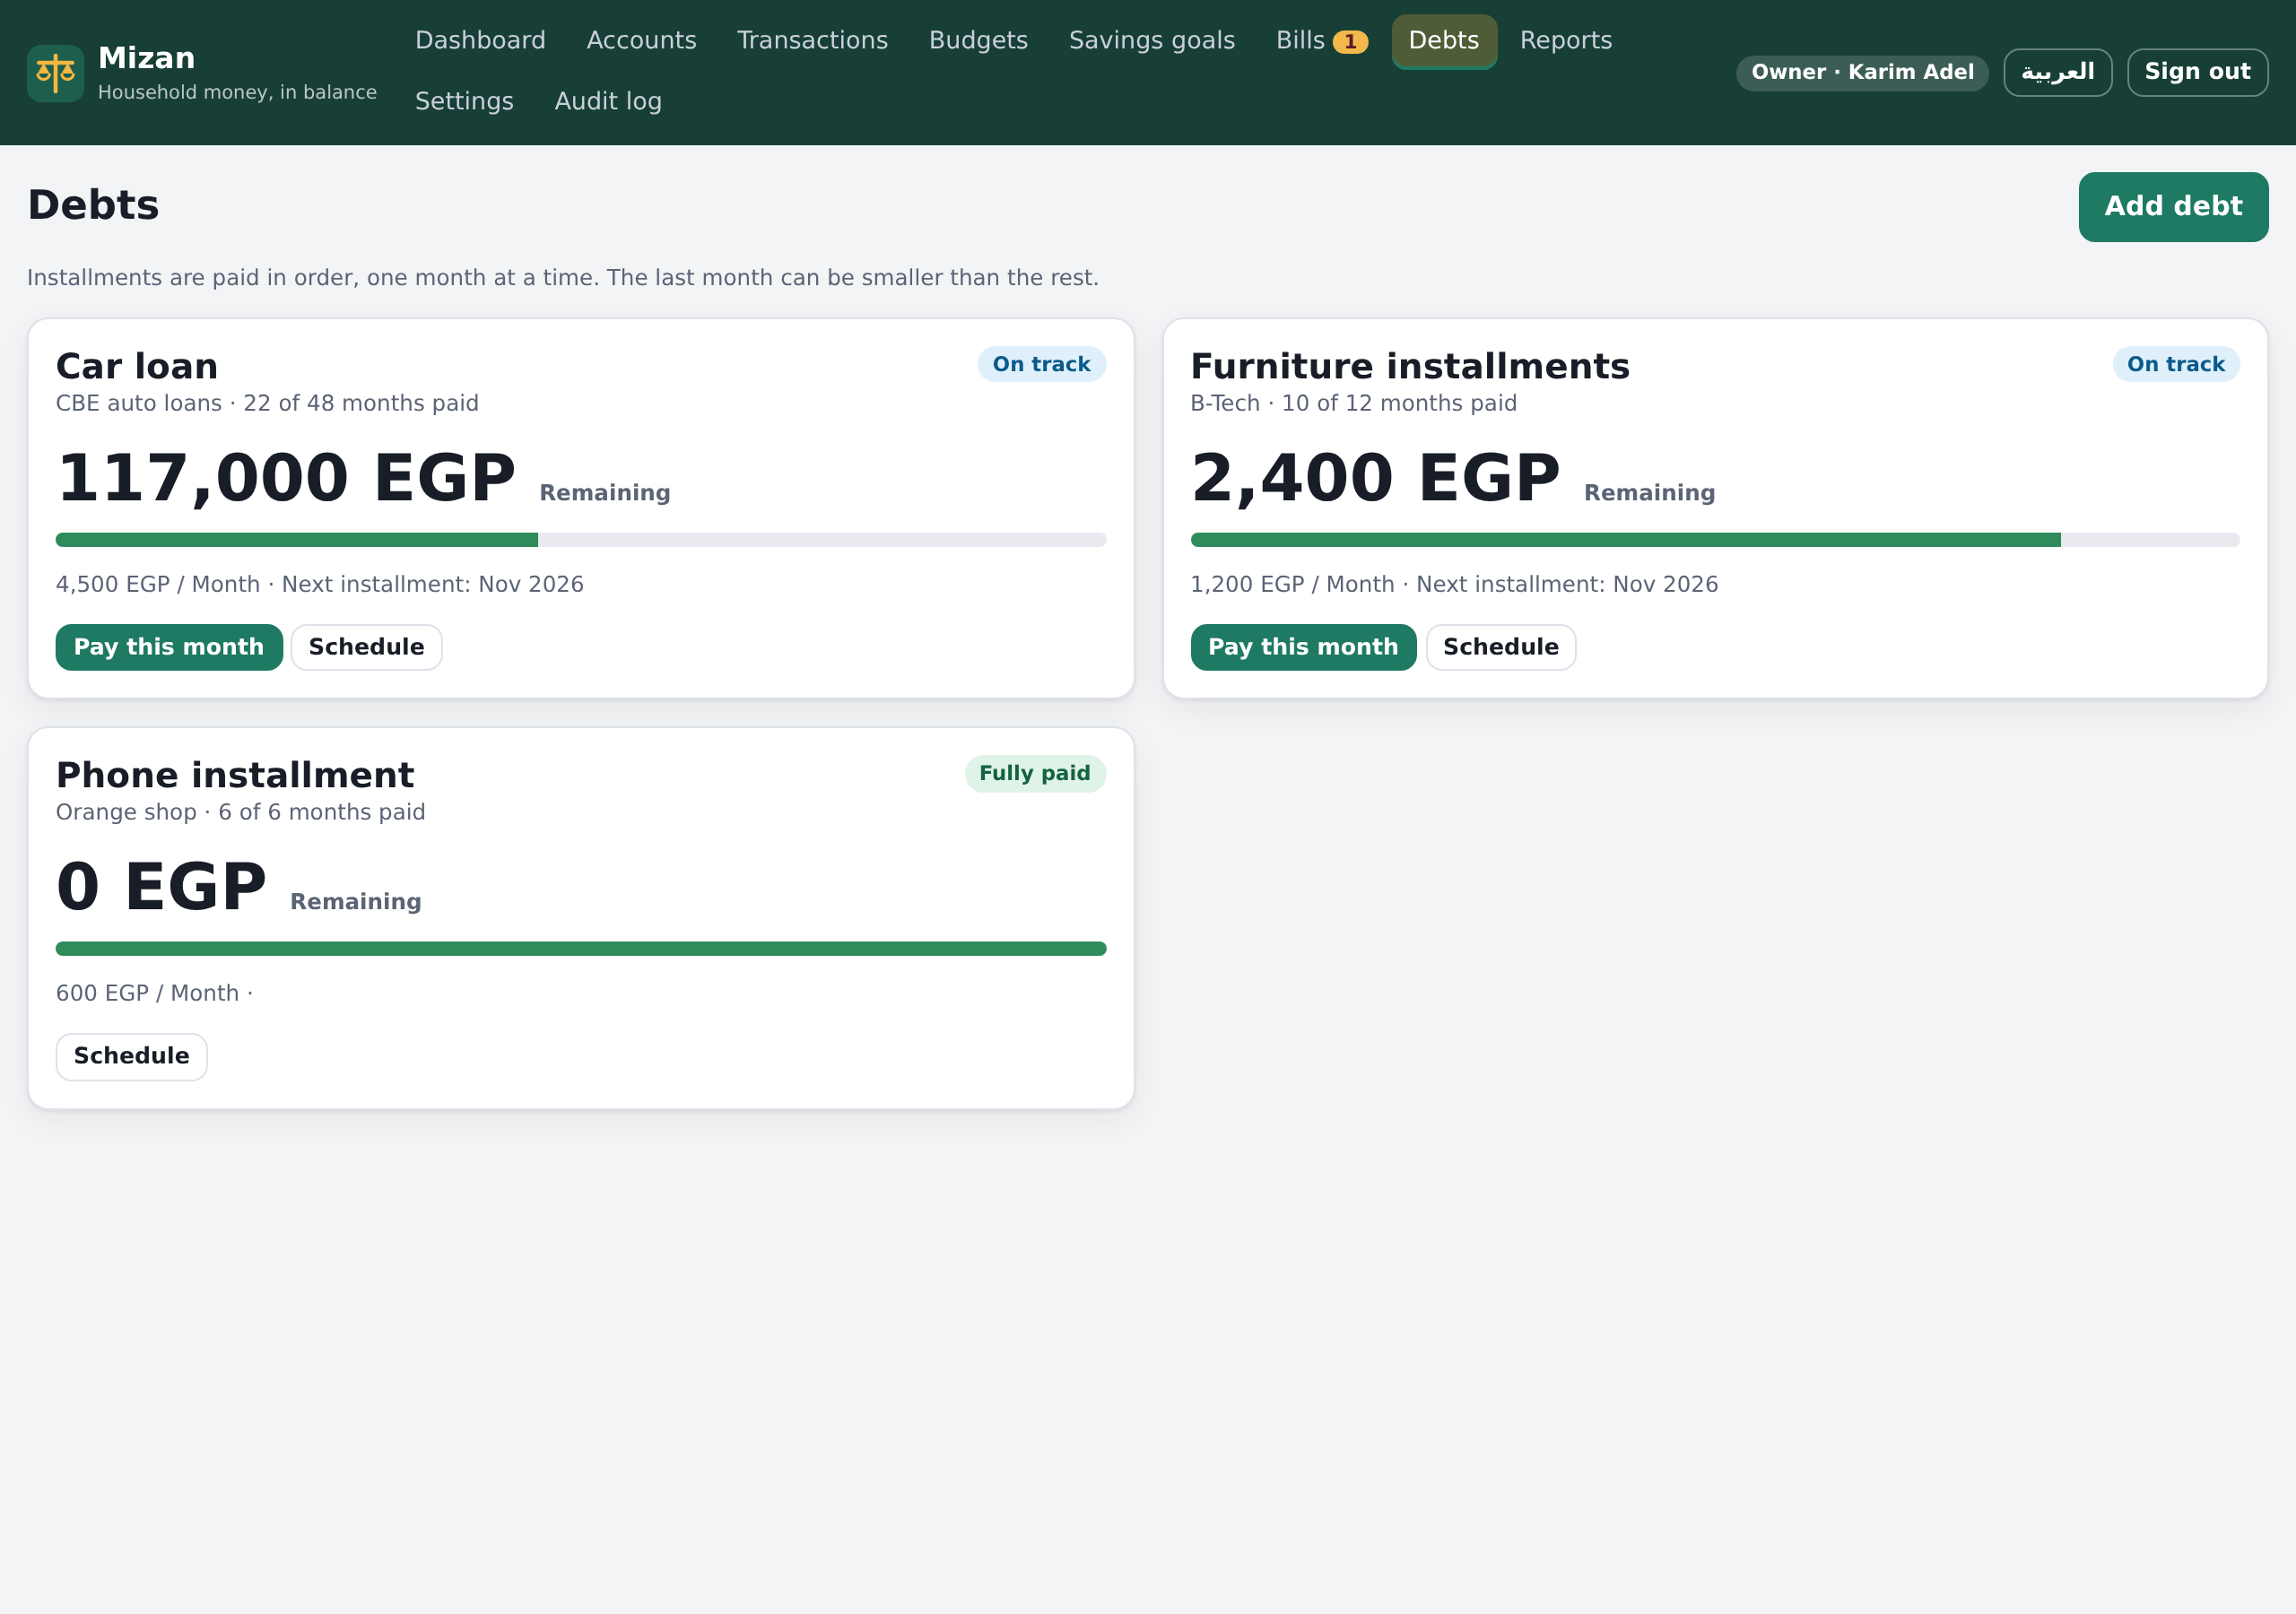 Mizan
Household money, in balance
Dashboard Accounts Transactions Budgets Savings goals Bills 1 Debts Reports
Settings Audit log
Owner · Karim Adel العربية Sign out
Debts
Add debt
Installments are paid in order, one month at a time. The last month can be smaller than the rest.
Car loan On track
CBE auto loans · 22 of 48 months paid
117,000 EGP Remaining
4,500 EGP / Month · Next installment: Nov 2026
Pay this month Schedule
Furniture installments On track
B-Tech · 10 of 12 months paid
2,400 EGP Remaining
1,200 EGP / Month · Next installment: Nov 2026
Pay this month Schedule
Phone installment Fully paid
Orange shop · 6 of 6 months paid
0 EGP Remaining
600 EGP / Month ·
Schedule